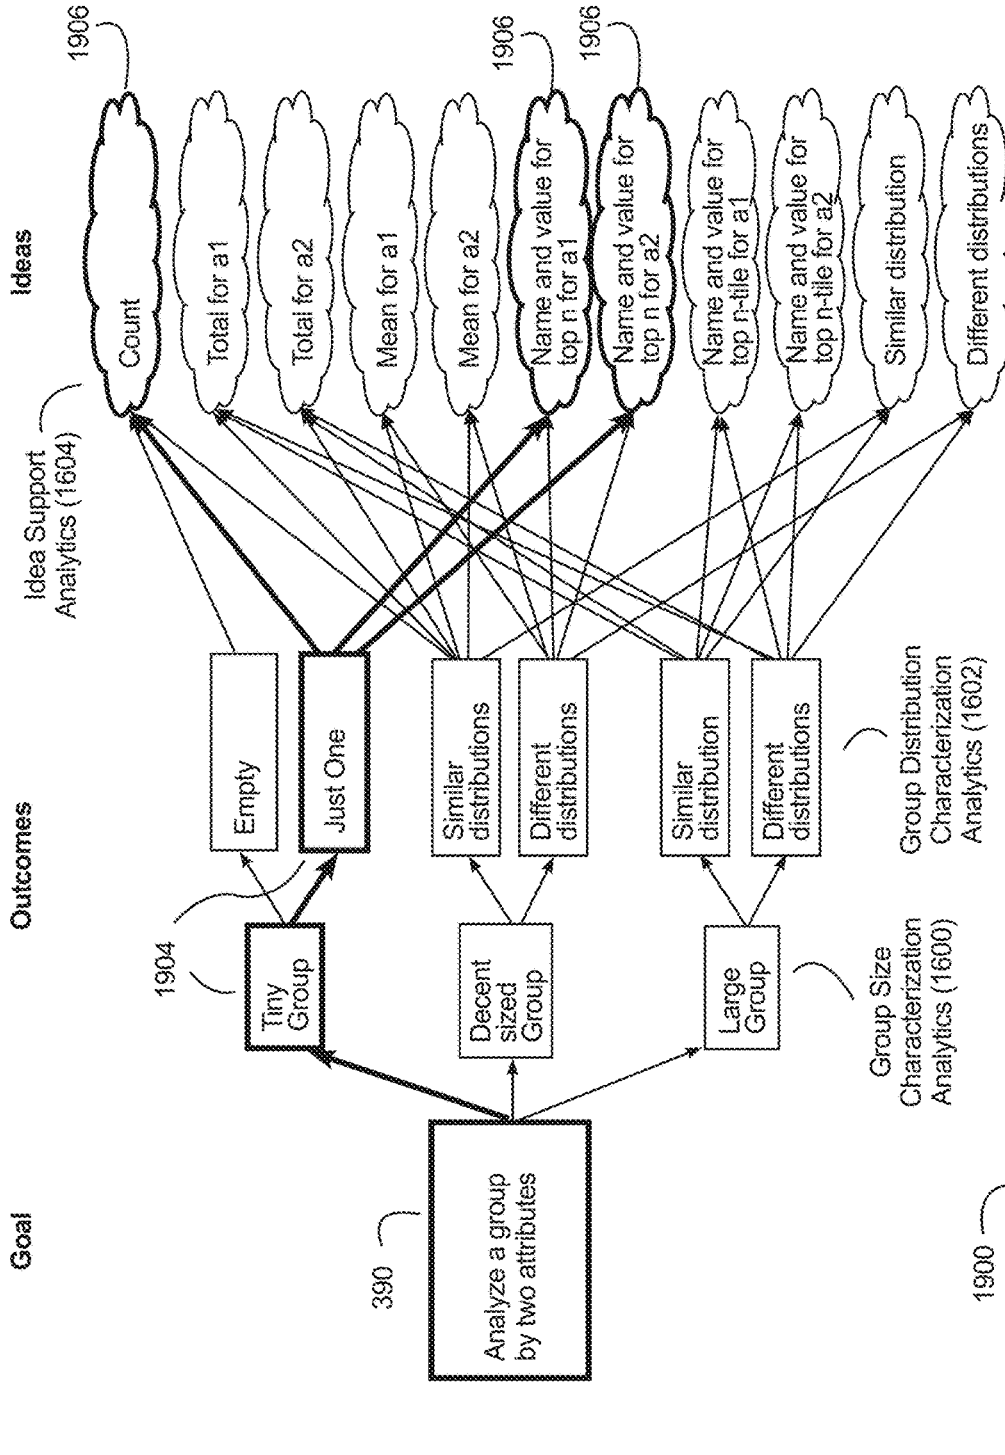 Goal
Outcomes
Ideas
390
Analyze a group
by two attributes
1904
Tiny
Group
Decent
sized
Group
Large
Group
Group Size
Characterization
Analytics (1600)
Empty
Just One
Similar
distributions
Different
distributions
Similar
distribution
Different
distributions
Group Distribution
Characterization
Analytics (1602)
Idea Support
Analytics (1604)
1906
Count
Total for a1
Total for a2
Mean for a1
Mean for a2
1906
Name and value for
top n for a1
1906
Name and value for
top n for a2
Name and value for
top n-tile for a1
Name and value for
top n-tile for a2
Similar distribution
Different distributions
1900